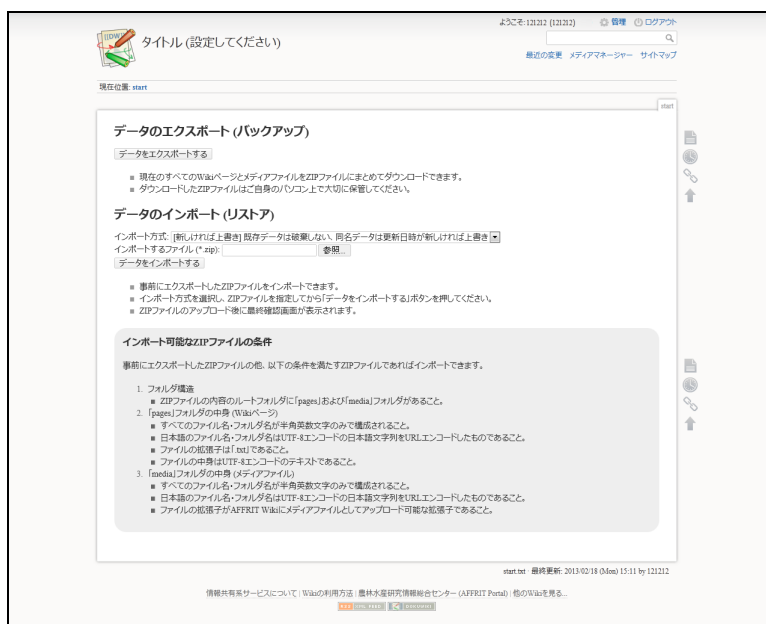 ようこそ:121212 (121212) 管理 ログアウト
タイトル (設定してください)
最近の変更 メディアマネージャー サイトマップ
現在位置: start
start
データのエクスポート (バックアップ)
データをエクスポートする
現在のすべてのWikiページとメディアファイルをZIPファイルにまとめてダウンロードできます。
ダウンロードしたZIPファイルはご自身のパソコン上で大切に保管してください。
データのインポート (リストア)
インポート方式: [新しければ上書き] 既存データは破棄しない、同名データは更新日時が新しければ上書き
インポートするファイル (*.zip): 参照...
データをインポートする
事前にエクスポートしたZIPファイルをインポートできます。
インポート方式を選択し、ZIPファイルを指定してから「データをインポートする」ボタンを押してください。
ZIPファイルのアップロード後に最終確認画面が表示されます。
インポート可能なZIPファイルの条件
事前にエクスポートしたZIPファイルの他、以下の条件を満たすZIPファイルであればインポートできます。
1. フォルダ構造
ZIPファイルの内容のルートフォルダに「pages」および「media」フォルダがあること。
2. 「pages」フォルダの中身 (Wikiページ)
すべてのファイル名・フォルダ名が半角英数文字のみで構成されること。
日本語のファイル名・フォルダ名はUTF-8エンコードの日本語文字列をURLエンコードしたものであること。
ファイルの拡張子は「.txt」であること。
ファイルの中身はUTF-8エンコードのテキストであること。
3. 「media」フォルダの中身 (メディアファイル)
すべてのファイル名・フォルダ名が半角英数文字のみで構成されること。
日本語のファイル名・フォルダ名はUTF-8エンコードの日本語文字列をURLエンコードしたものであること。
ファイルの拡張子がAFFRIT Wikiにメディアファイルとしてアップロード可能な拡張子であること。
start.txt · 最終更新: 2013/02/18 (Mon) 15:11 by 121212
情報共有系サービスについて | Wikiの利用方法 | 農林水産研究情報総合センター (AFFRIT Portal) | 他のWikiを見る...
RSS XML FEED DOKUWIKI